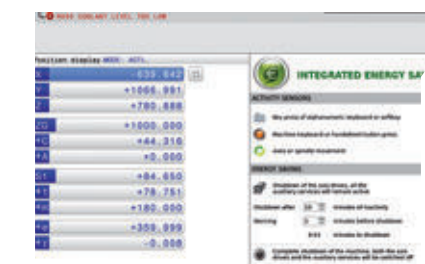 COOLANT LEVEL TOO LOW
Position display MODE:
X -639.842
Y +1066.981
Z +780.888
+1000.000
+C +44.316
+A +0.000
S1 +84.650
+78.751
+180.000
+359.999
-0.008
INTEGRATED ENERGY SA
ACTIVITY SENSORS
Key press of alphanumeric keyboard or softkey
Machine keyboard or handwheel button press
Axes or spindle movement
ENERGY SAVING
Shutdown of the axis drives, all the
auxiliary services will remain active
Shutdown after 10 minutes of inactivity
Warning minutes before shutdown
minutes to shutdown
Complete shutdown of the machine, both the axis
drives and the auxiliary services will be switched off